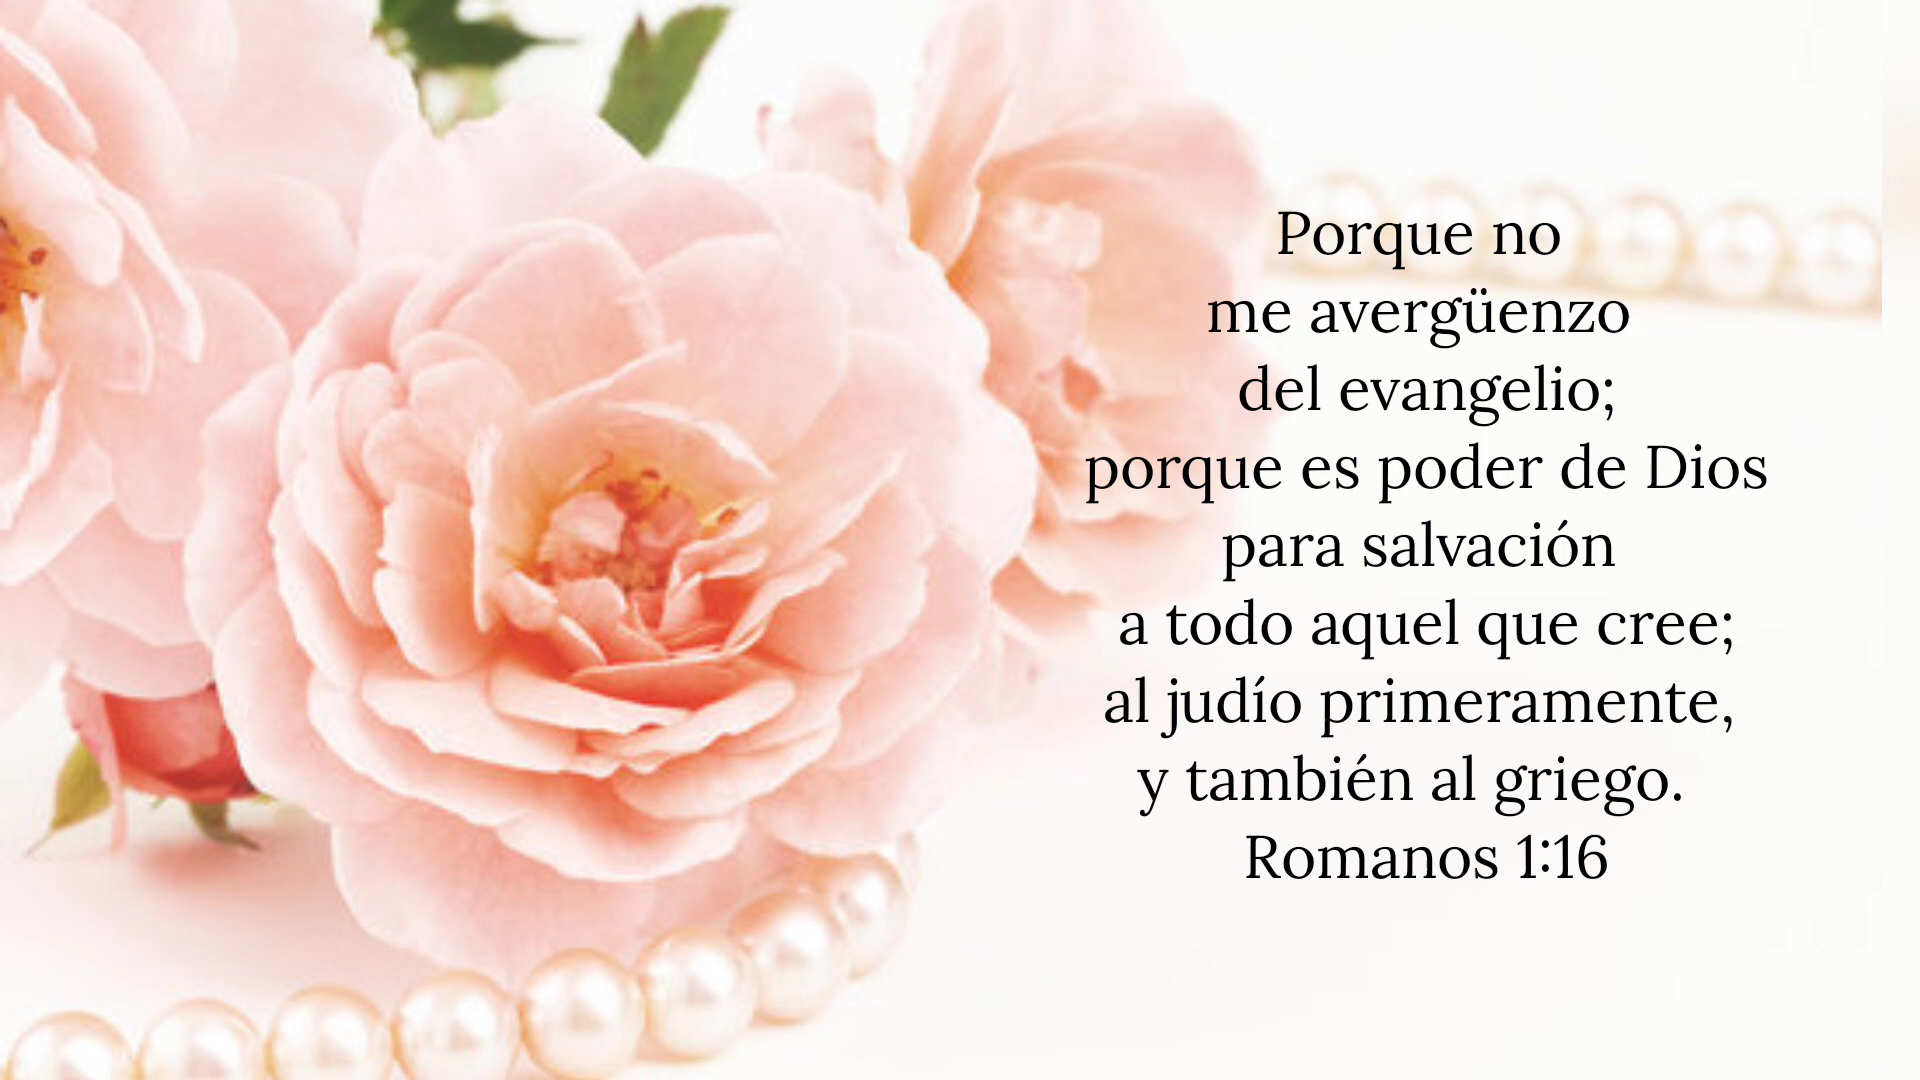 Porque no
me avergüenzo
del evangelio;
porque es poder de Dios
para salvación
a todo aquel que cree;
al judío primeramente,
y también al griego.
Romanos 1:16